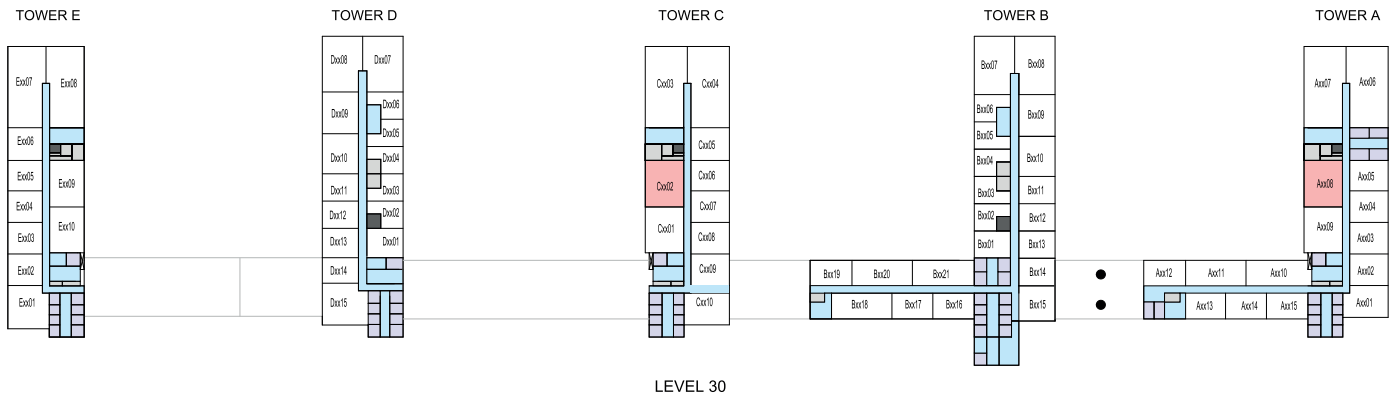 TOWER E
TOWER D
TOWER C
TOWER B
TOWER A
Exx07
Exx08
Exx06
Exx05
Exx09
Exx04
Exx10
Exx03
Exx02
Exx01
Dxx08
Dxx07
Dxx09
Dxx06
Dxx05
Dxx10
Dxx04
Dxx11
Dxx03
Dxx12
Dxx02
Dxx13
Dxx01
Dxx14
Dxx15
Cxx03
Cxx04
Cxx05
Cxx02
Cxx06
Cxx07
Cxx01
Cxx08
Cxx09
Cxx10
Bxx07
Bxx08
Bxx06
Bxx09
Bxx05
Bxx04
Bxx10
Bxx03
Bxx11
Bxx02
Bxx12
Bxx01
Bxx13
Bxx19
Bxx20
Bxx21
Bxx14
Bxx18
Bxx17
Bxx16
Bxx15
Axx07
Axx06
Axx08
Axx05
Axx04
Axx09
Axx03
Axx12
Axx11
Axx10
Axx02
Axx13
Axx14
Axx15
Axx01
LEVEL 30